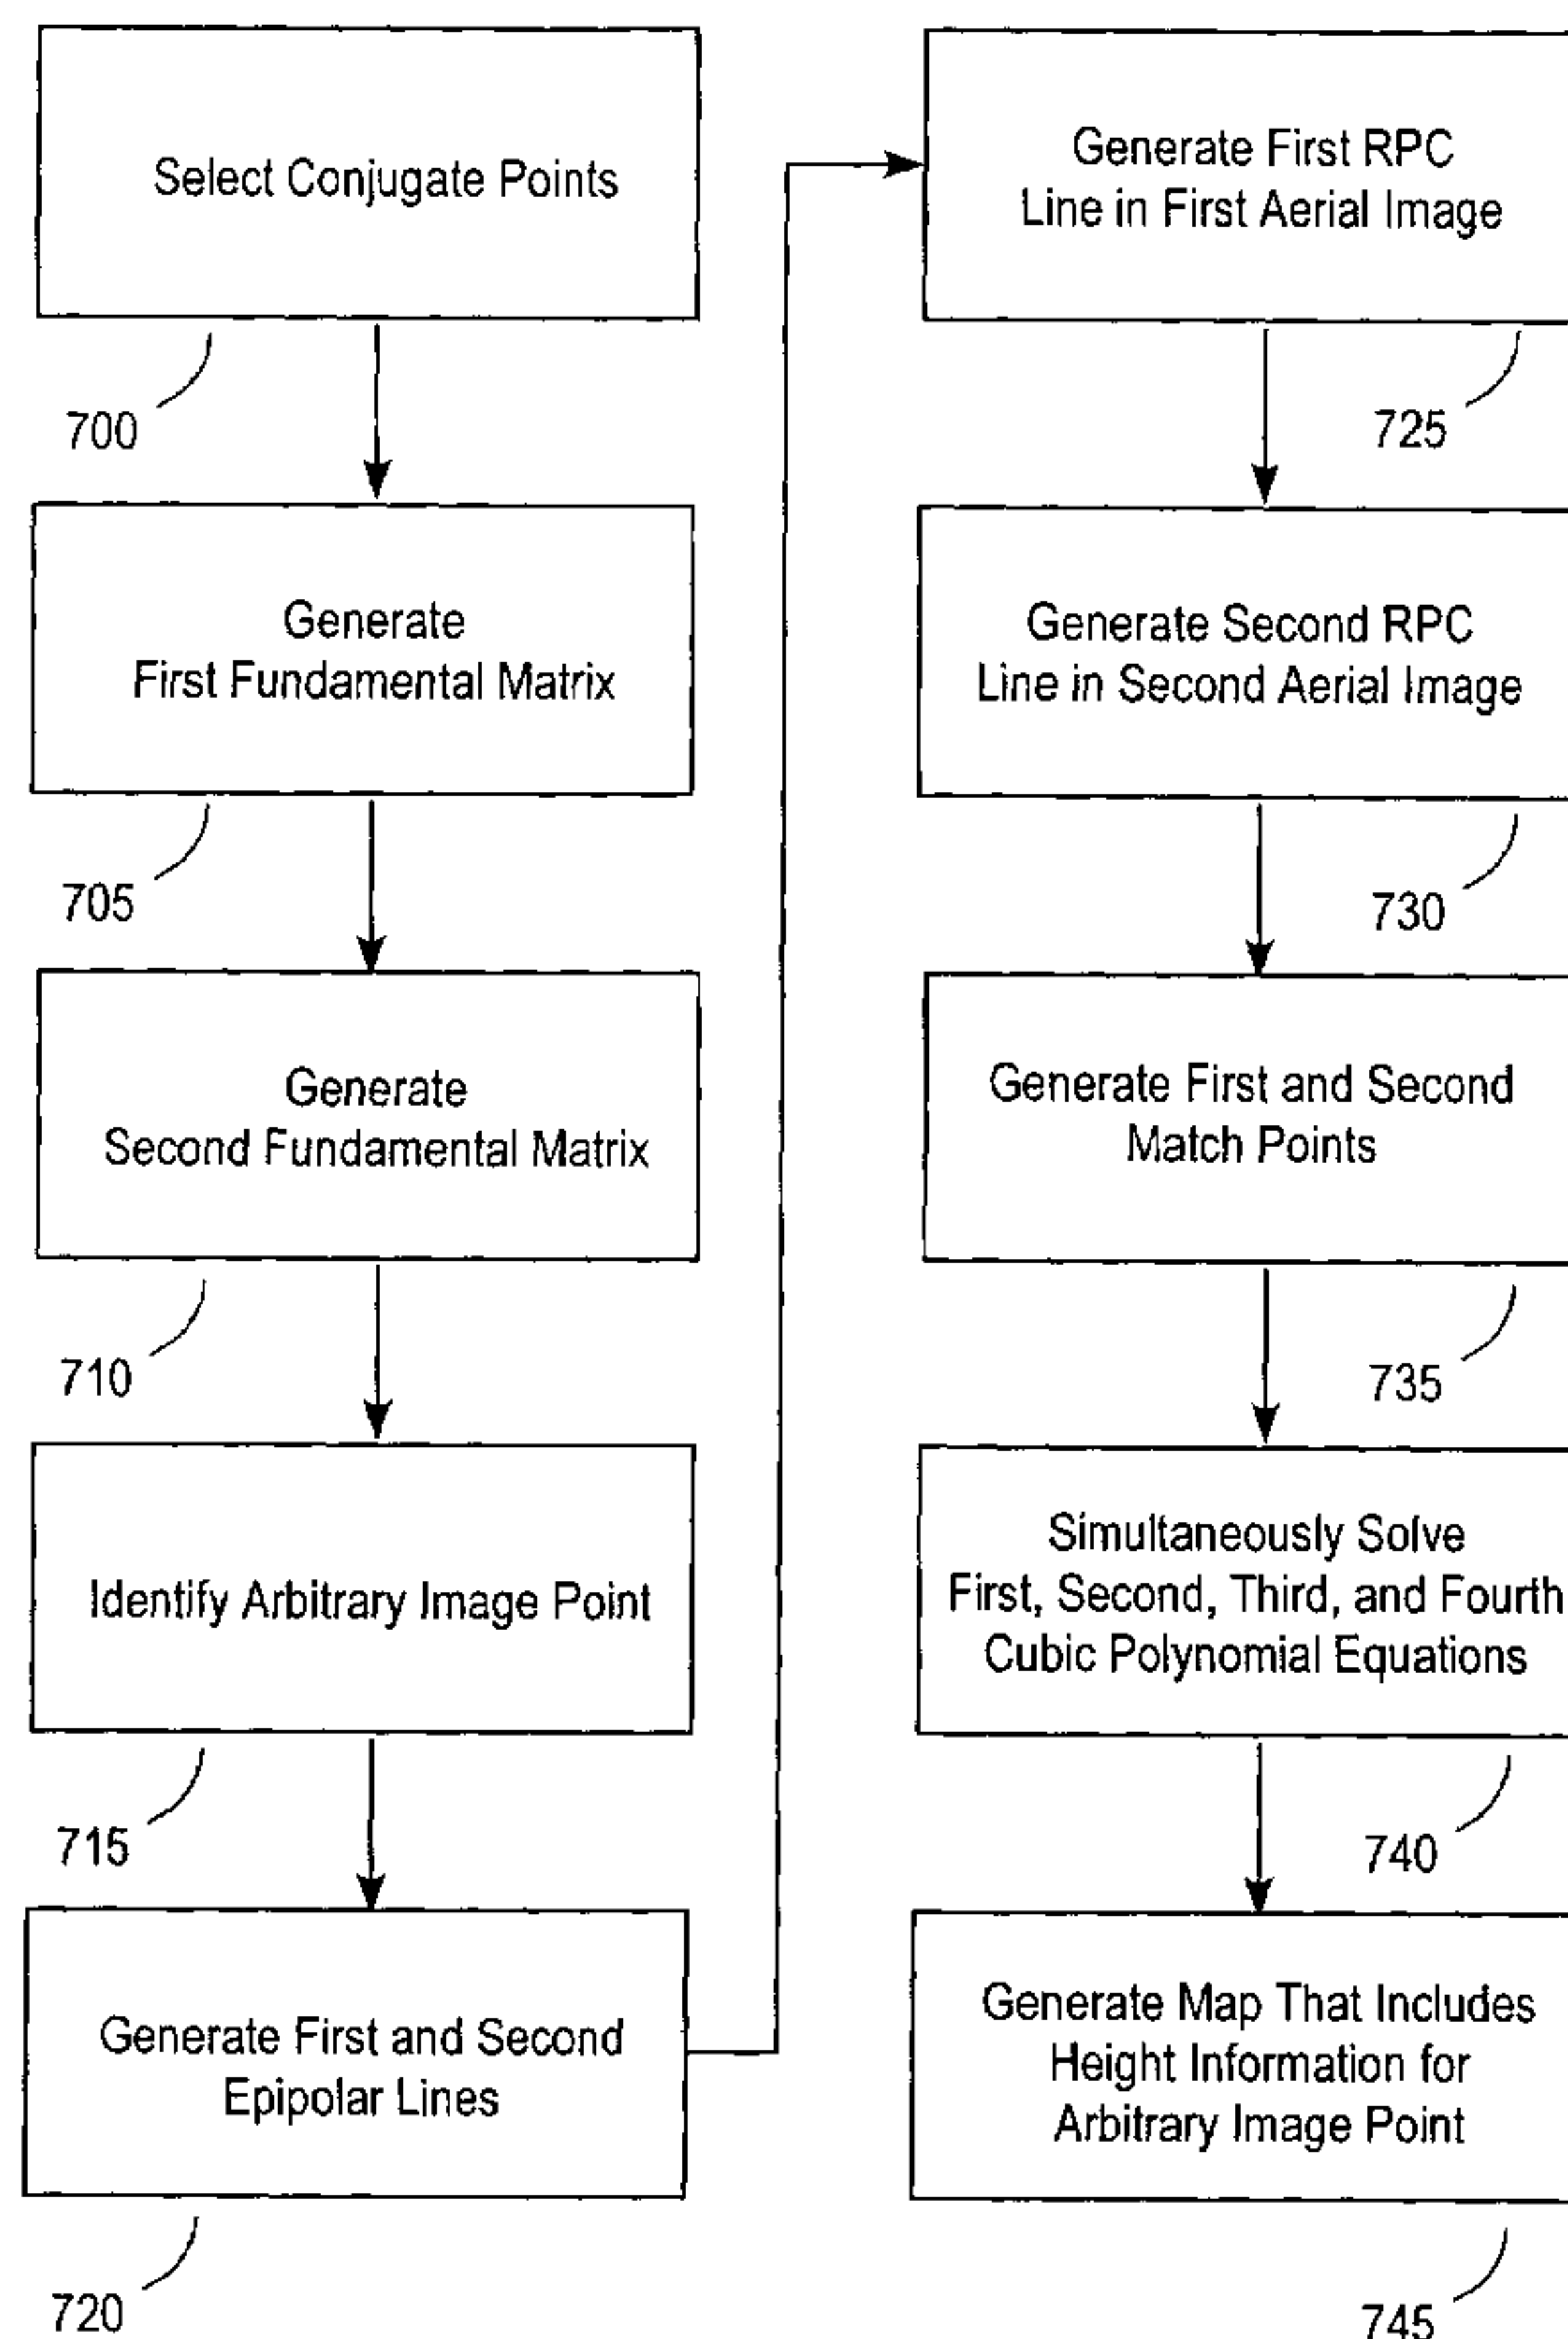 Select Conjugate Points
700
Generate
First Fundamental Matrix
705
Generate
Second Fundamental Matrix
710
Identify Arbitrary Image Point
715
Generate First and Second
Epipolar Lines
720
Generate First RPC
Line in First Aerial Image
725
Generate Second RPC
Line in Second Aerial Image
730
Generate First and Second
Match Points
735
Simultaneously Solve
First, Second, Third, and Fourth
Cubic Polynomial Equations
740
Generate Map That Includes
Height Information for
Arbitrary Image Point
745